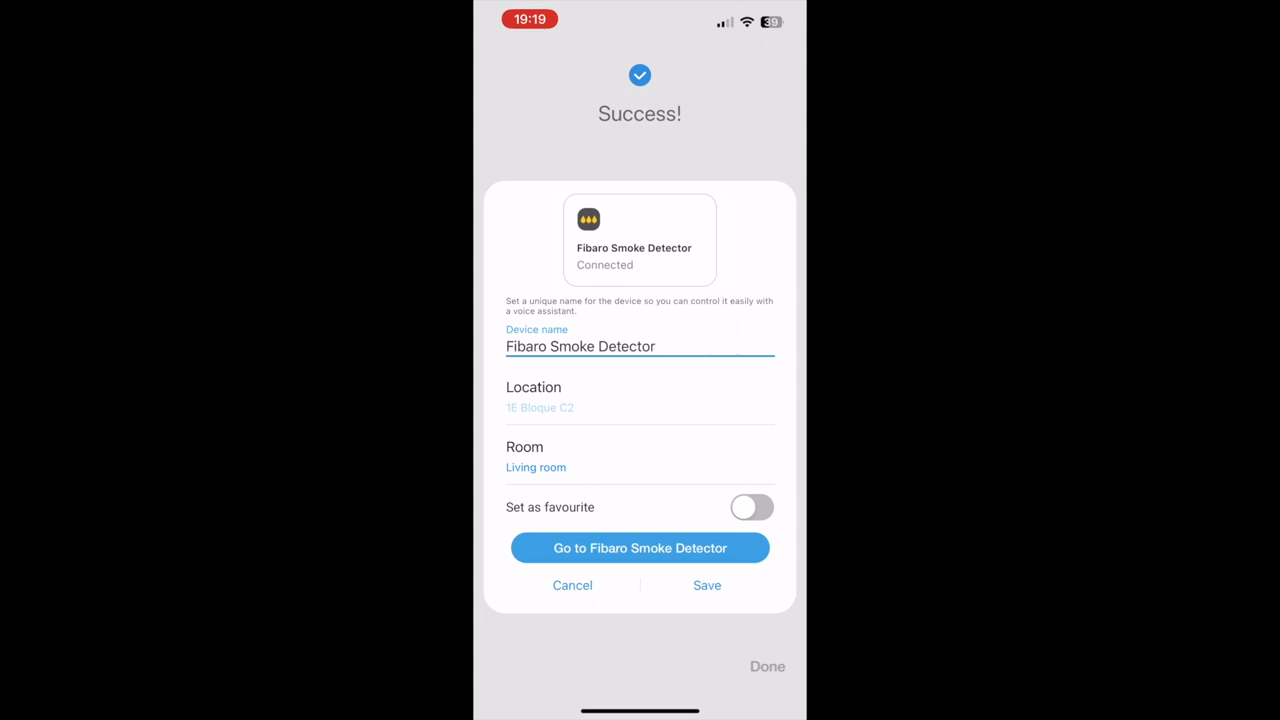 19:19
39
Success!
Fibaro Smoke Detector
Connected
Set a unique name for the device so you can control it easily with
a voice assistant.
Device name
Fibaro Smoke Detector
Location
1E Bloque C2
Room
Living room
Set as favourite
Go to Fibaro Smoke Detector
Cancel
Save
Done